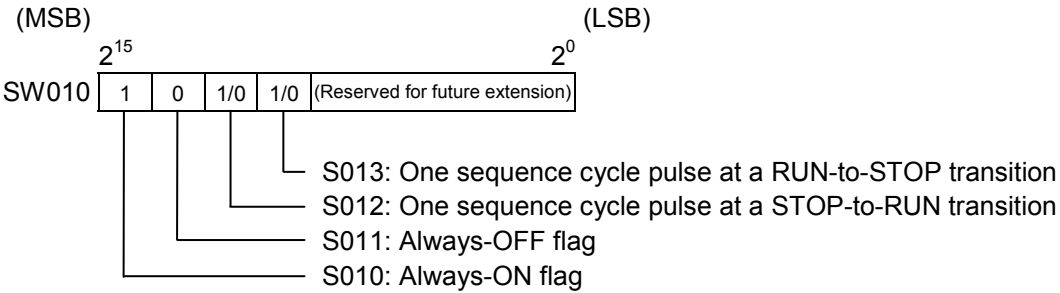 (MSB) (LSB)
2^15 2^0
SW010 1 0 1/0 1/0 (Reserved for future extension)
S013: One sequence cycle pulse at a RUN-to-STOP transition
S012: One sequence cycle pulse at a STOP-to-RUN transition
S011: Always-OFF flag
S010: Always-ON flag